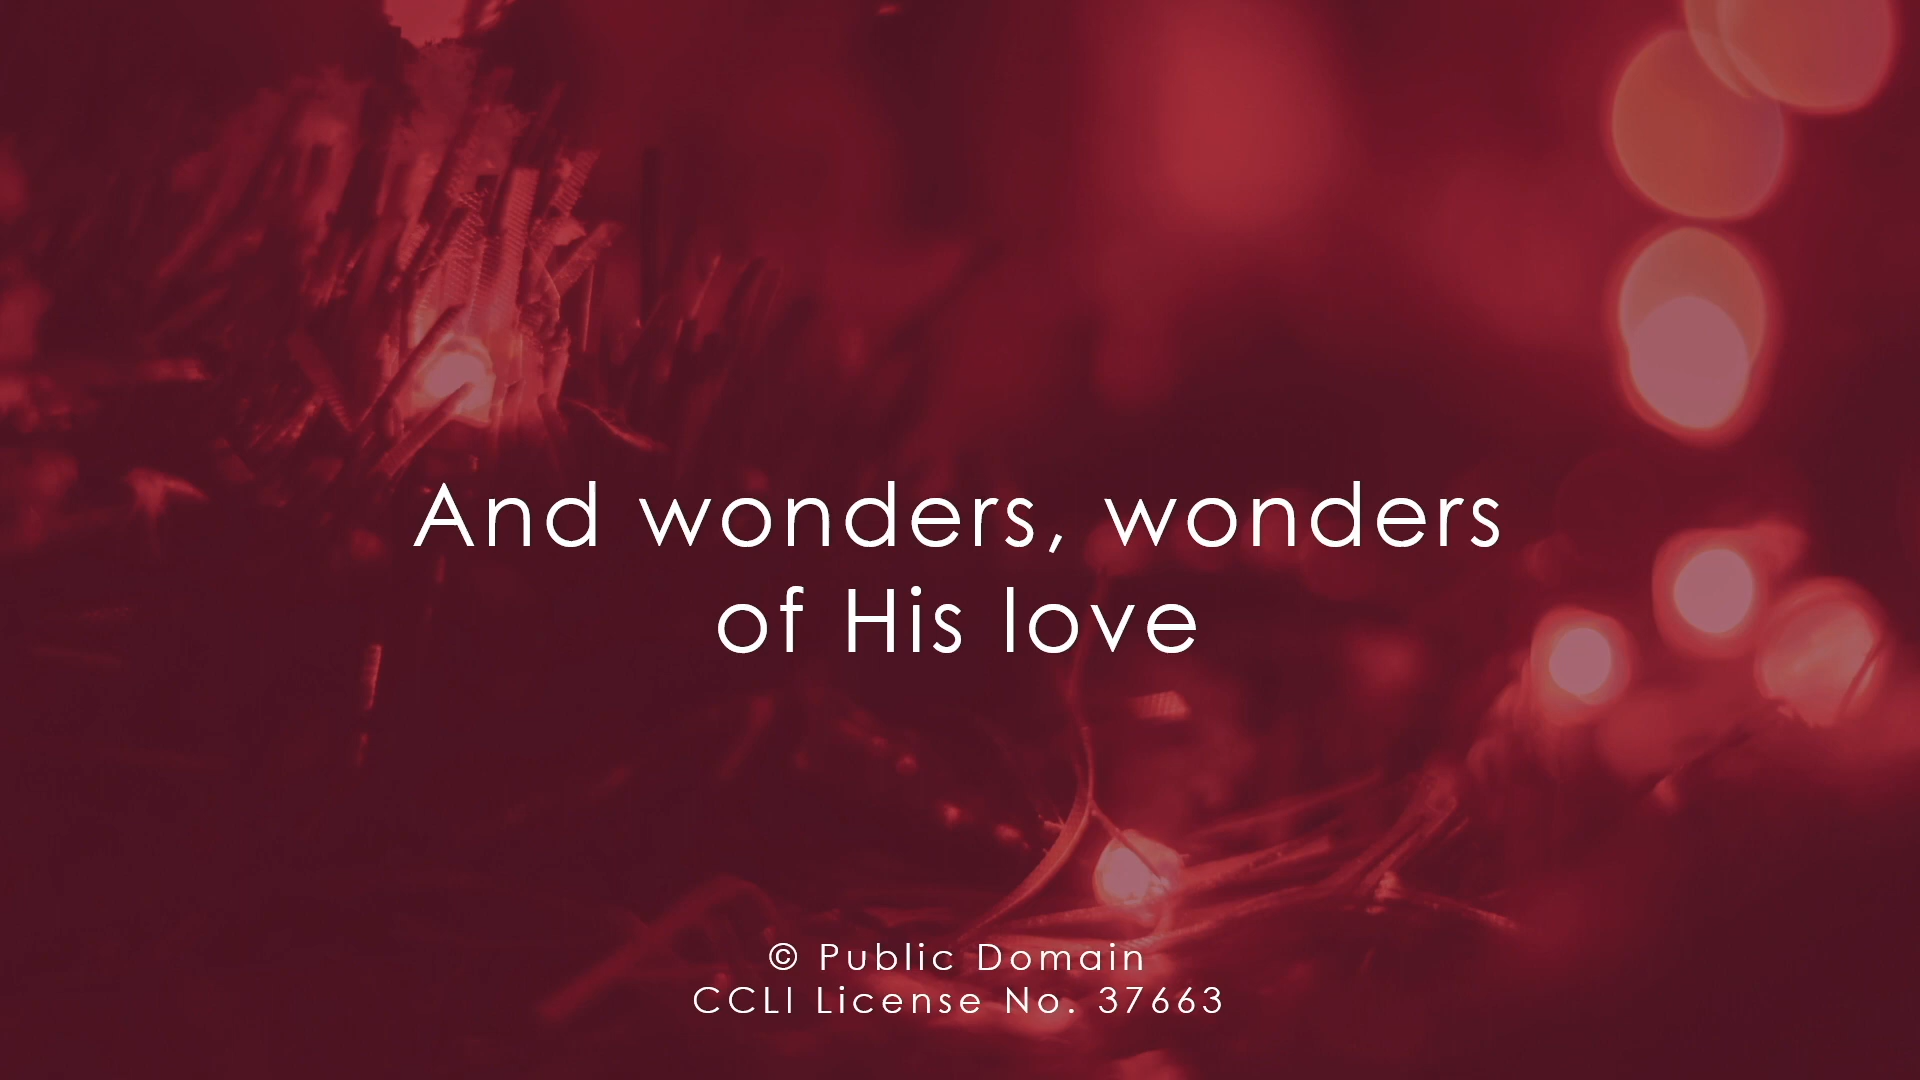 And wonders, wonders
of His love
© Public Domain
CCLI License No. 37663